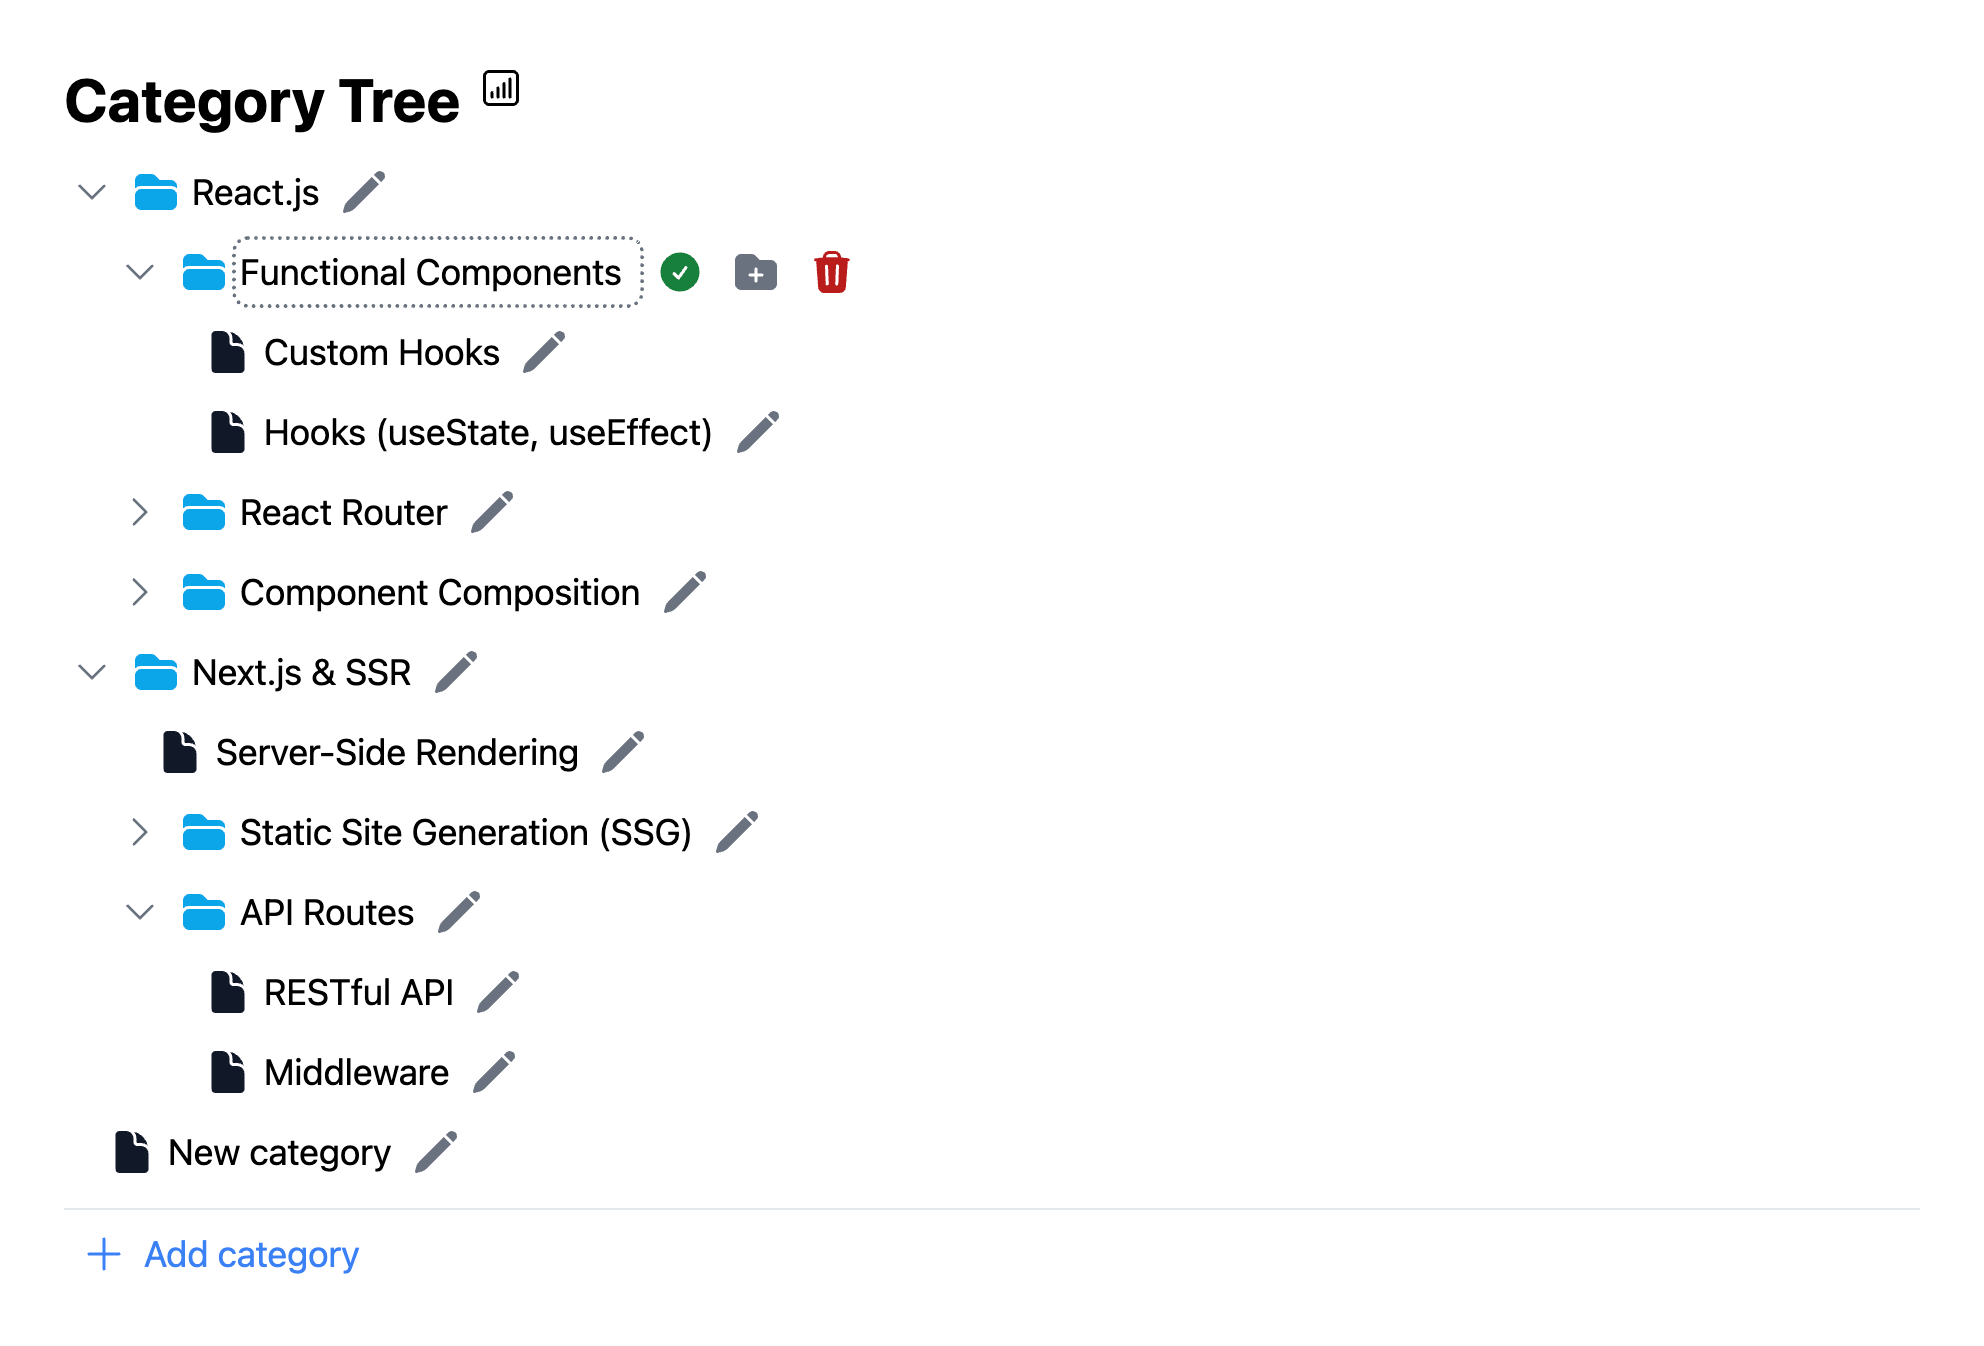 Category Tree
React.js
Functional Components
Custom Hooks
Hooks (useState, useEffect)
React Router
Component Composition
Next.js & SSR
Server-Side Rendering
Static Site Generation (SSG)
API Routes
RESTful API
Middleware
New category
Add category